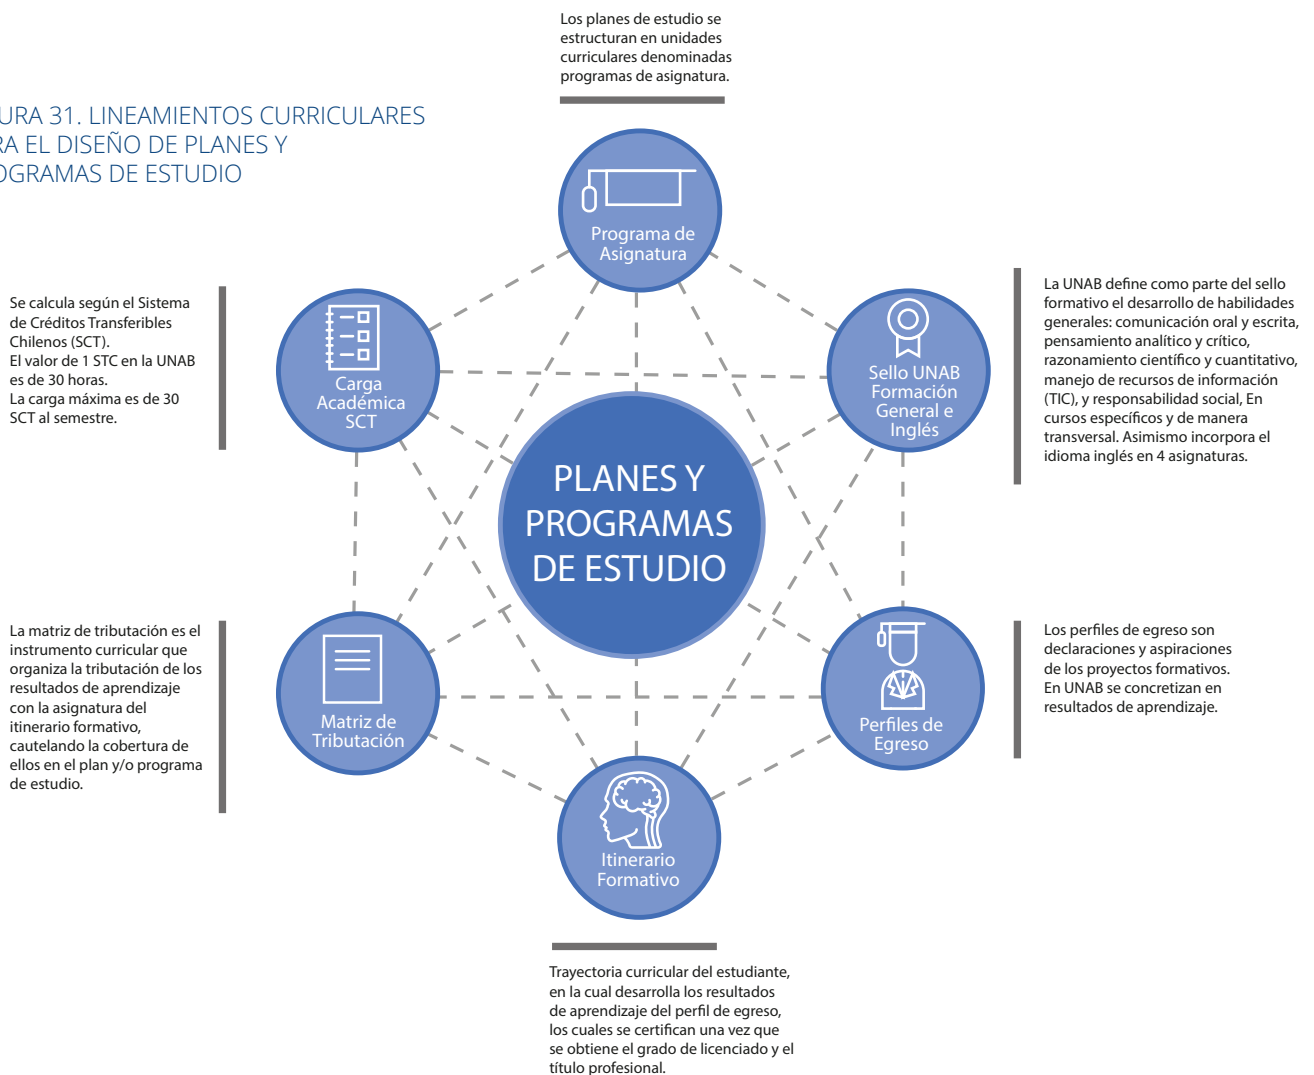 Los planes de estudio se
estructuran en unidades
curriculares denominadas
programas de asignatura.
URA 31. LINEAMIENTOS CURRICULARES
RA EL DISEÑO DE PLANES Y
OGRAMAS DE ESTUDIO
Programa de
Asignatura
Se calcula según el Sistema
de Créditos Transferibles
Chilenos (SCT).
El valor de 1 STC en la UNAB
es de 30 horas.
La carga máxima es de 30
SCT al semestre.
Carga
Académica
SCT
Sello UNAB
Formación
General e
Inglés
La UNAB define como parte del sello
formativo el desarrollo de habilidades
generales: comunicación oral y escrita,
pensamiento analítico y crítico,
razonamiento científico y cuantitativo,
manejo de recursos de información
(TIC), y responsabilidad social, En
cursos específicos y de manera
transversal. Asimismo incorpora el
idioma inglés en 4 asignaturas.
PLANES Y
PROGRAMAS
DE ESTUDIO
La matriz de tributación es el
instrumento curricular que
organiza la tributación de los
resultados de aprendizaje
con la asignatura del
itinerario formativo,
cautelando la cobertura de
ellos en el plan y/o programa
de estudio.
Matriz de
Tributación
Perfiles de
Egreso
Los perfiles de egreso son
declaraciones y aspiraciones
de los proyectos formativos.
En UNAB se concretizan en
resultados de aprendizaje.
Itinerario
Formativo
Trayectoria curricular del estudiante,
en la cual desarrolla los resultados
de aprendizaje del perfil de egreso,
los cuales se certifican una vez que
se obtiene el grado de licenciado y el
título profesional.